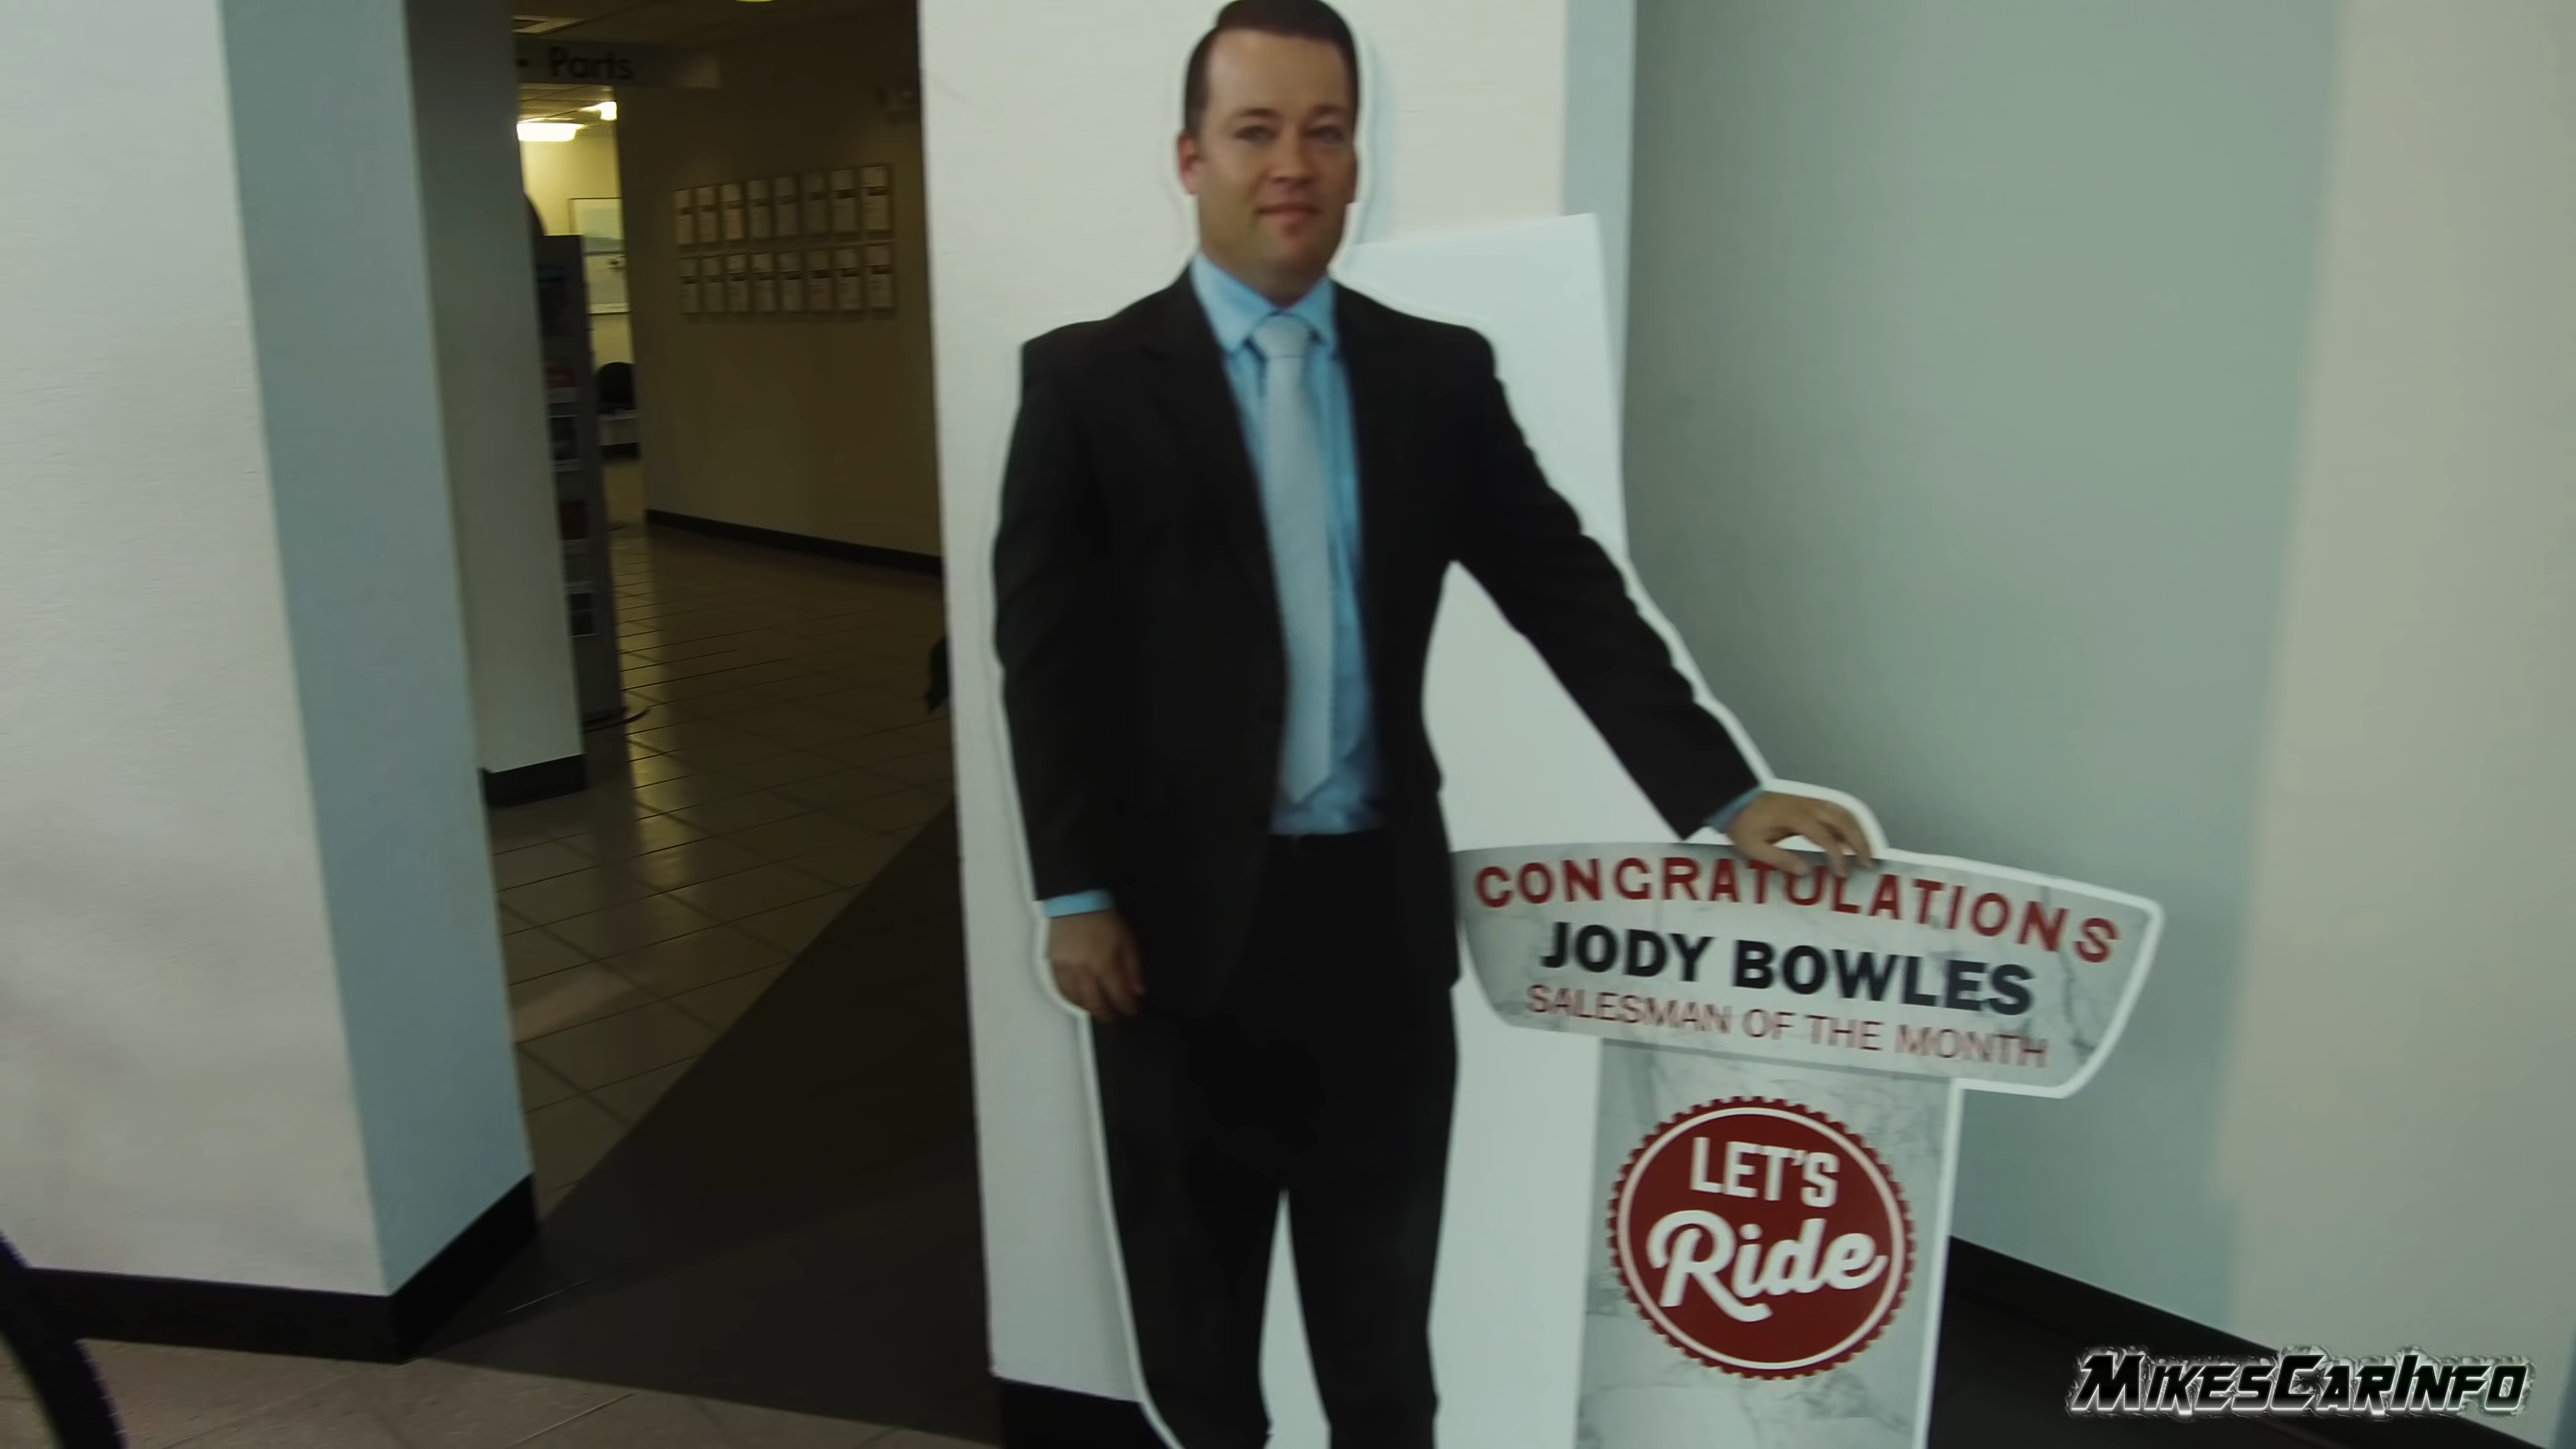 - Parts
CONGRATULATIONS
JODY BOWLES
SALESMAN OF THE MONTH
LET'S
Ride
MIKESCARINFO